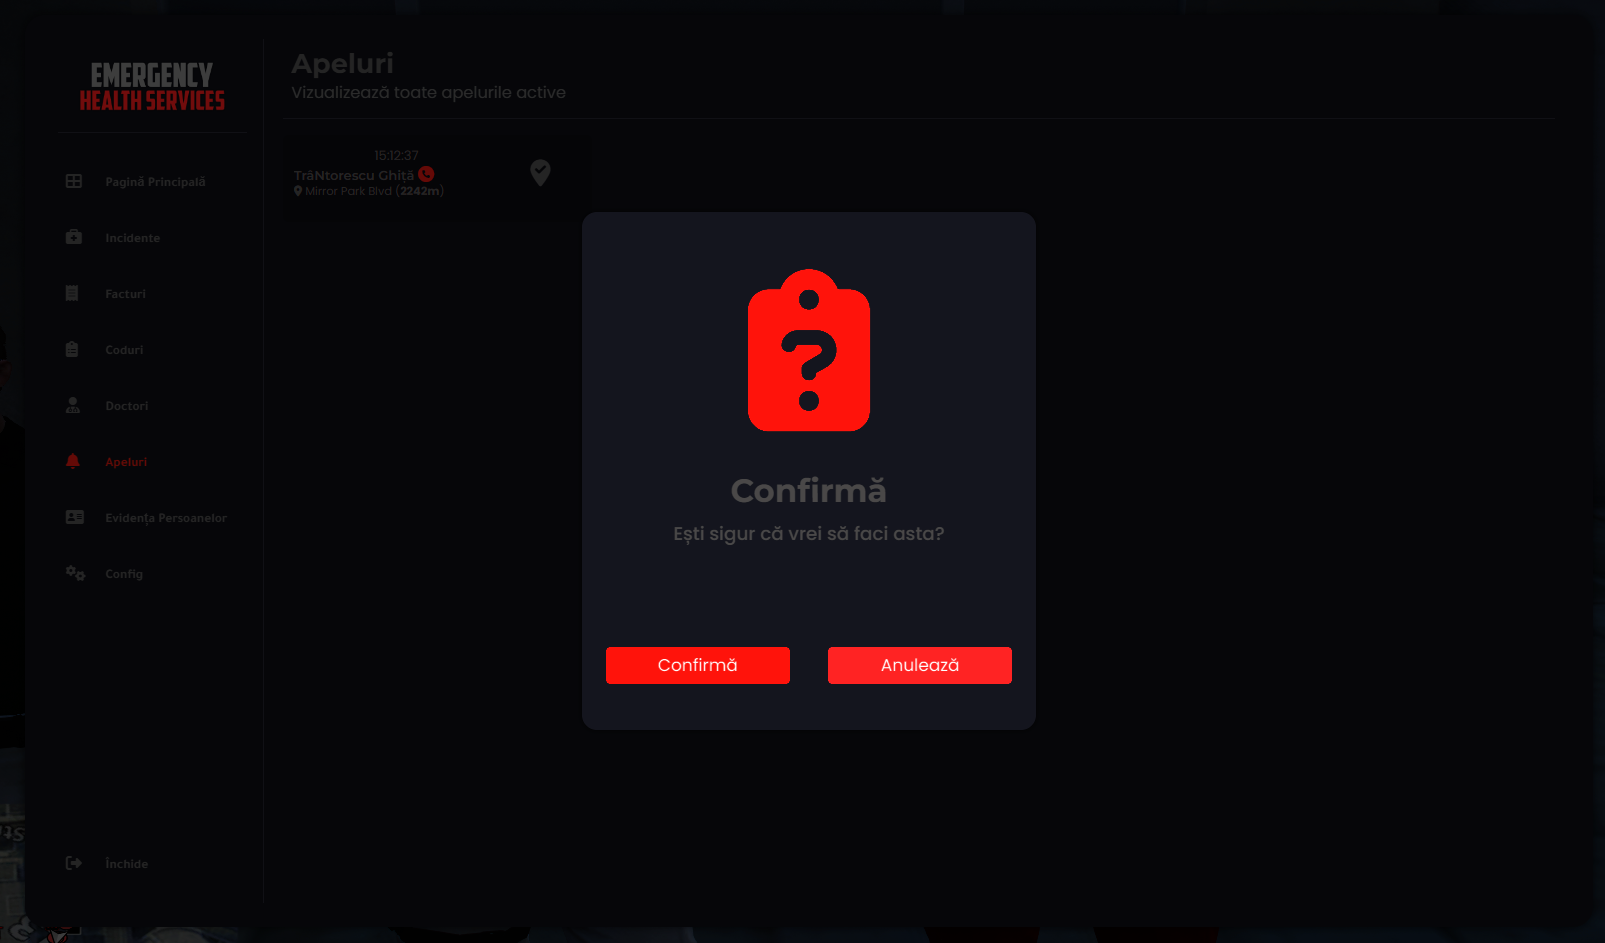 EMERGENCY
HEALTH SERVICES
Pagină Principală
Incidente
Facturi
Coduri
Doctori
Apeluri
Evidența Persoanelor
Config
Închide
Apeluri
Vizualizează toate apelurile active
15:12:37
TrăNtorescu Ghiță
Mirror Park Blvd (2242m)
Confirmă
Ești sigur că vrei să faci asta?
Confirmă
Anulează